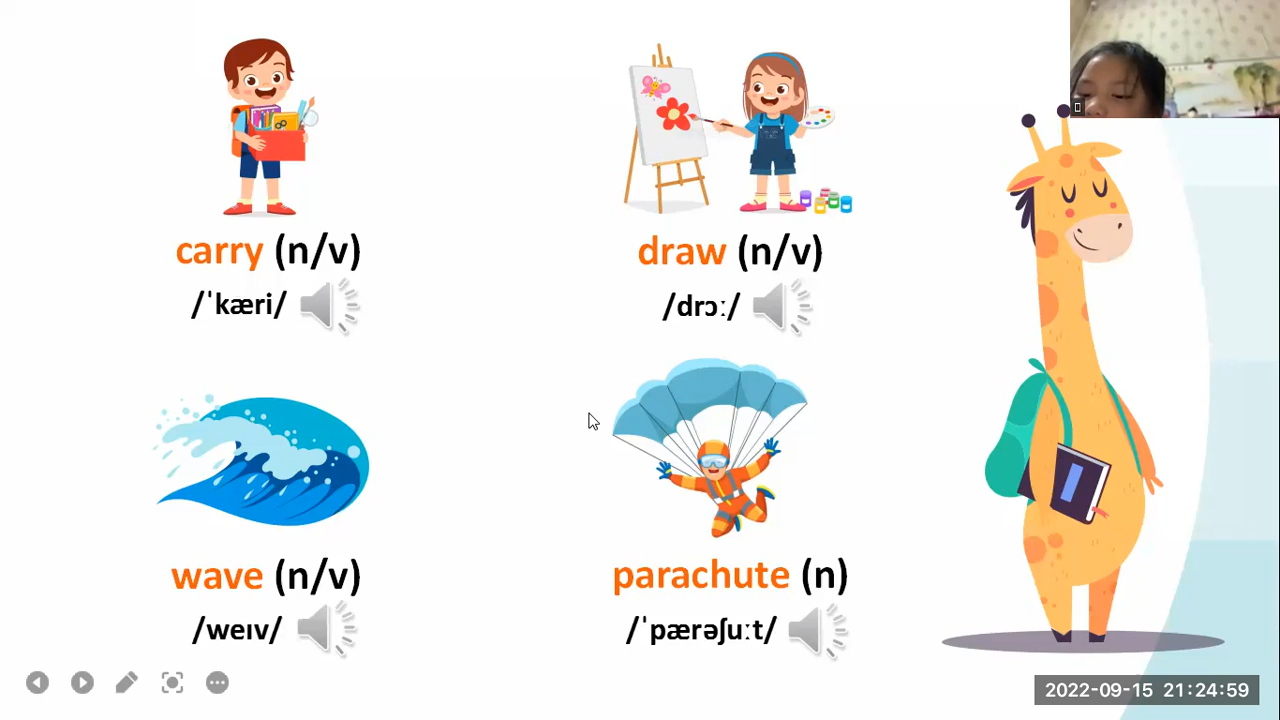 carry (n/v)
/ˈkæri/
draw (n/v)
/drɔː/
wave (n/v)
/weɪv/
parachute (n)
/ˈpærəʃuːt/
2022-09-15 21:24:59